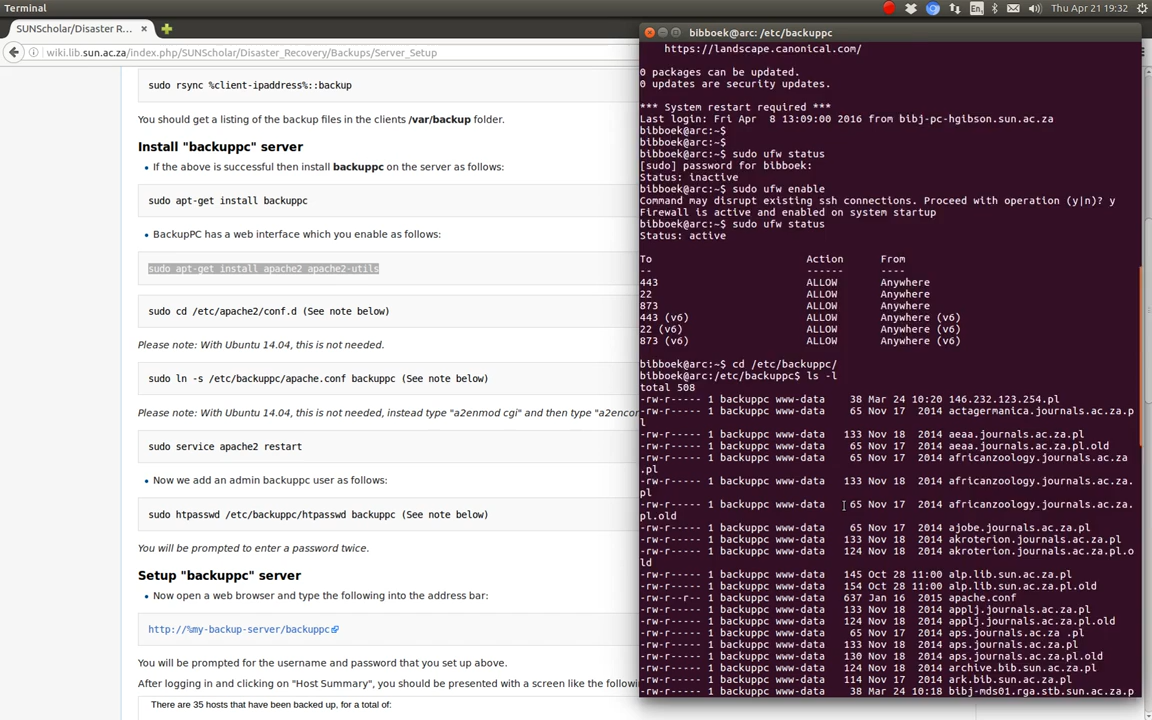 Terminal
En
Thu Apr 21 19:32
SUNScholar/Disaster R...
wiki.lib.sun.ac.za/index.php/SUNScholar/Disaster_Recovery/Backups/Server_Setup
sudo rsync %client-ipaddress%::backup
You should get a listing of the backup files in the clients /var/backup folder.
Install "backuppc" server
• If the above is successful then install backuppc on the server as follows:
sudo apt-get install backuppc
• BackupPC has a web interface which you enable as follows:
sudo apt-get install apache2 apache2-utils
sudo cd /etc/apache2/conf.d (See note below)
Please note: With Ubuntu 14.04, this is not needed.
sudo ln -s /etc/backuppc/apache.conf backuppc (See note below)
Please note: With Ubuntu 14.04, this is not needed, instead type "a2enmod cgi" and then type "a2encon
sudo service apache2 restart
• Now we add an admin backuppc user as follows:
sudo htpasswd /etc/backuppc/htpasswd backuppc (See note below)
You will be prompted to enter a password twice.
Setup "backuppc" server
• Now open a web browser and type the following into the address bar:
http://%my-backup-server/backuppc
You will be prompted for the username and password that you set up above.
After logging in and clicking on "Host Summary", you should be presented with a screen like the followi
There are 35 hosts that have been backed up, for a total of:
bibboek@arc: /etc/backuppc
https://landscape.canonical.com/
0 packages can be updated.
0 updates are security updates.
*** System restart required ***
Last login: Fri Apr  8 13:09:00 2016 from bibj-pc-hgibson.sun.ac.za
bibboek@arc:~$
bibboek@arc:~$
bibboek@arc:~$ sudo ufw status
[sudo] password for bibboek:
Status: inactive
bibboek@arc:~$ sudo ufw enable
Command may disrupt existing ssh connections. Proceed with operation (y|n)? y
Firewall is active and enabled on system startup
bibboek@arc:~$ sudo ufw status
Status: active
To Action From
-- ------ ----
443 ALLOW Anywhere
22 ALLOW Anywhere
873 ALLOW Anywhere
443 (v6) ALLOW Anywhere (v6)
22 (v6) ALLOW Anywhere (v6)
873 (v6) ALLOW Anywhere (v6)
bibboek@arc:~$ cd /etc/backuppc/
bibboek@arc:/etc/backuppc$ ls -l
total 508
-rw-r----- 1 backuppc www-data 38 Mar 24 10:20 146.232.123.254.pl
-rw-r----- 1 backuppc www-data 65 Nov 17 2014 actagermanica.journals.ac.za.p
l
-rw-r----- 1 backuppc www-data 133 Nov 18 2014 aeaa.journals.ac.za.pl
-rw-r----- 1 backuppc www-data 65 Nov 17 2014 aeaa.journals.ac.za.pl.old
-rw-r----- 1 backuppc www-data 65 Nov 17 2014 africanzoology.journals.ac.za
.pl
-rw-r----- 1 backuppc www-data 133 Nov 18 2014 africanzoology.journals.ac.za.
pl
-rw-r----- 1 backuppc www-data 65 Nov 17 2014 africanzoology.journals.ac.za.
pl.old
-rw-r----- 1 backuppc www-data 65 Nov 17 2014 ajobe.journals.ac.za.pl
-rw-r----- 1 backuppc www-data 133 Nov 18 2014 akroterion.journals.ac.za.pl
-rw-r----- 1 backuppc www-data 124 Nov 18 2014 akroterion.journals.ac.za.pl.o
ld
-rw-r----- 1 backuppc www-data 145 Oct 28 11:00 alp.lib.sun.ac.za.pl
-rw-r----- 1 backuppc www-data 154 Oct 28 11:00 alp.lib.sun.ac.za.pl.old
-rw-r--r-- 1 backuppc www-data 637 Jan 16 2015 apache.conf
-rw-r----- 1 backuppc www-data 133 Nov 18 2014 applj.journals.ac.za.pl
-rw-r----- 1 backuppc www-data 124 Nov 18 2014 applj.journals.ac.za.pl.old
-rw-r----- 1 backuppc www-data 65 Nov 17 2014 aps.journals.ac.za .pl
-rw-r----- 1 backuppc www-data 133 Nov 18 2014 aps.journals.ac.za.pl
-rw-r----- 1 backuppc www-data 130 Nov 18 2014 aps.journals.ac.za.pl.old
-rw-r----- 1 backuppc www-data 124 Nov 18 2014 archive.bib.sun.ac.za.pl
-rw-r----- 1 backuppc www-data 114 Nov 17 2014 ark.bib.sun.ac.za.pl
-rw-r----- 1 backuppc www-data 38 Mar 24 10:18 bibj-mds01.rga.stb.sun.ac.za.p